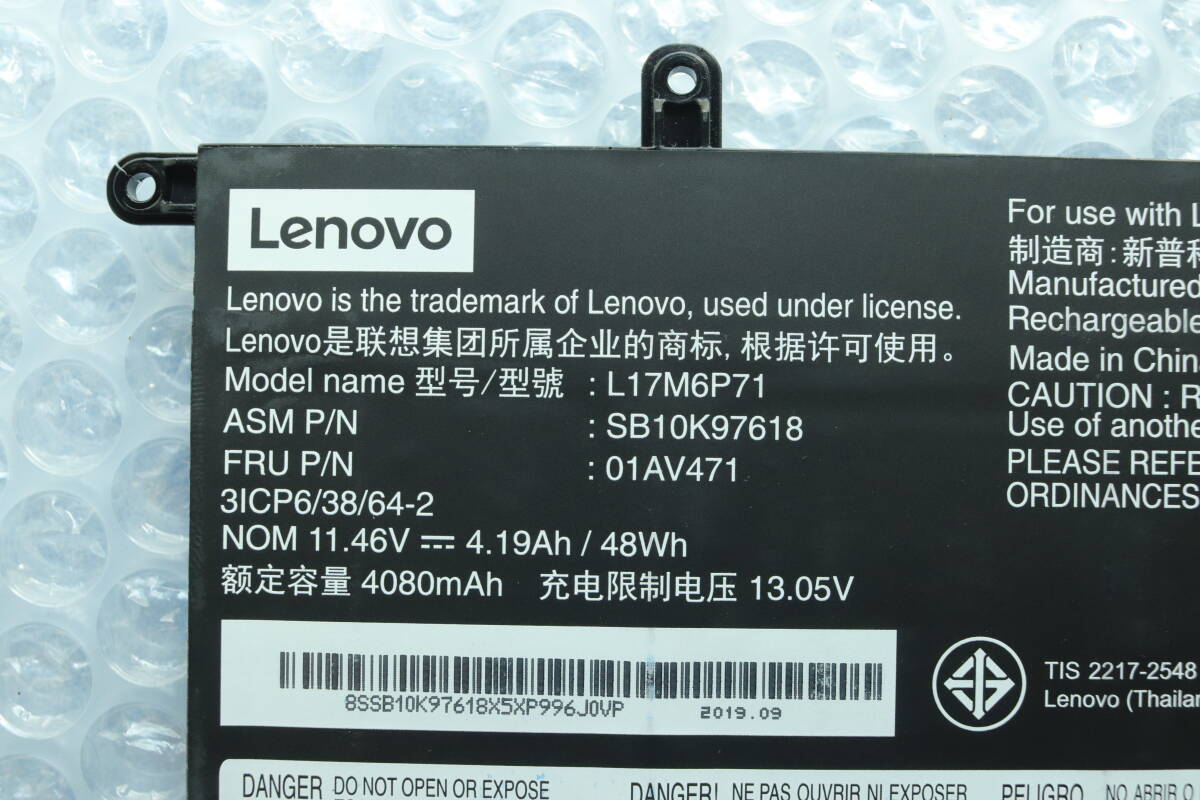 Lenovo
Lenovo is the trademark of Lenovo, used under license.
Lenovo是联想集团所属企业的商标, 根据许可使用。
Model name 型号/型號 : L17M6P71
ASM P/N : SB10K97618
FRU P/N : 01AV471
3ICP6/38/64-2
NOM 11.46V ⎓ 4.19Ah / 48Wh
额定容量 4080mAh 充电限制电压 13.05V
8SSB10K97618X5XP996J0VP
2019.09
For use with L
制造商:新普科
Manufactured
Rechargeable
Made in China
CAUTION : R
Use of anothe
PLEASE REFE
ORDINANCES
TIS 2217-2548
Lenovo (Thailan
DANGER DO NOT OPEN OR EXPOSE
DANGER! NE PAS OUVRIR NI EXPOSER
PELIGRO NO ABRIR O